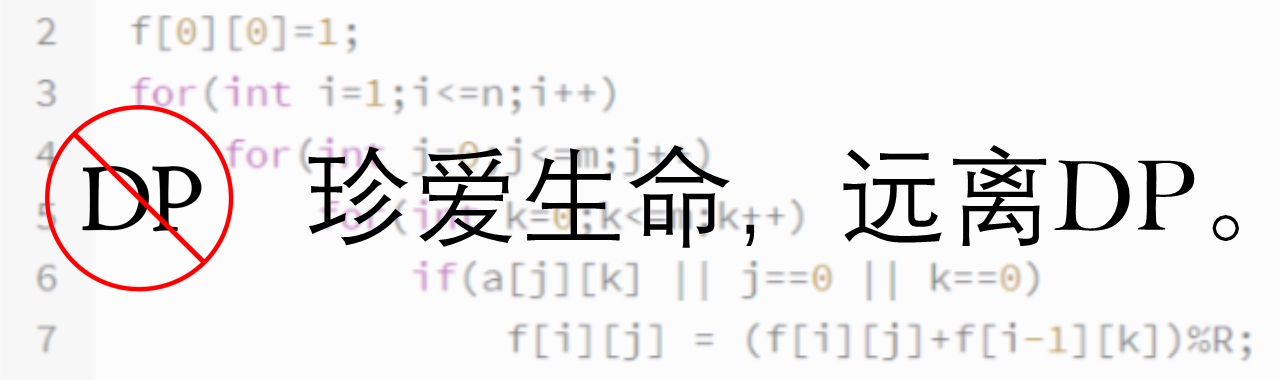 2 f[0][0]=1;
3 for(int i=1;i<=n;i++)
4 for(int j=0;j<=m;j++)
DP 珍爱生命，远离DP。
5 for(int k=0;k<=m;k++)
6 if(a[j][k] || j==0 || k==0)
7 f[i][j] = (f[i][j]+f[i-1][k])%R;